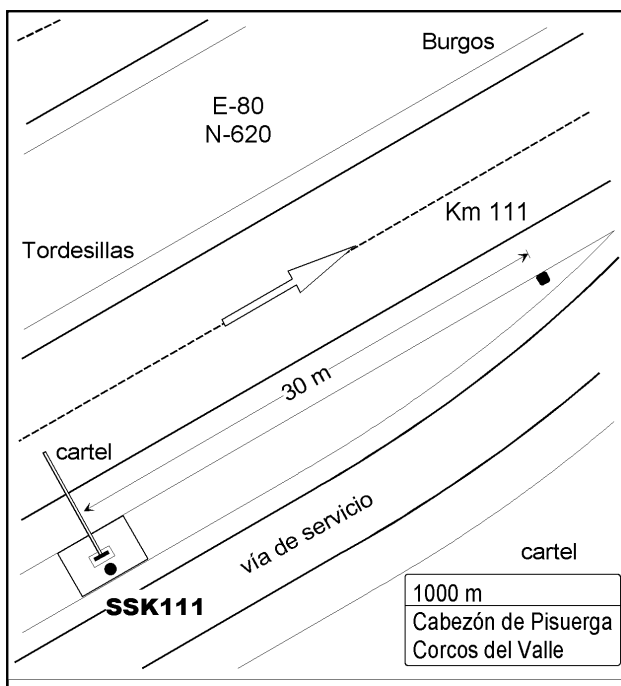 Burgos
E-80
N-620
Km 111
Tordesillas
30 m
cartel
vía de servicio
cartel
SSK111
1000 m
Cabezón de Pisuerga
Corcos del Valle